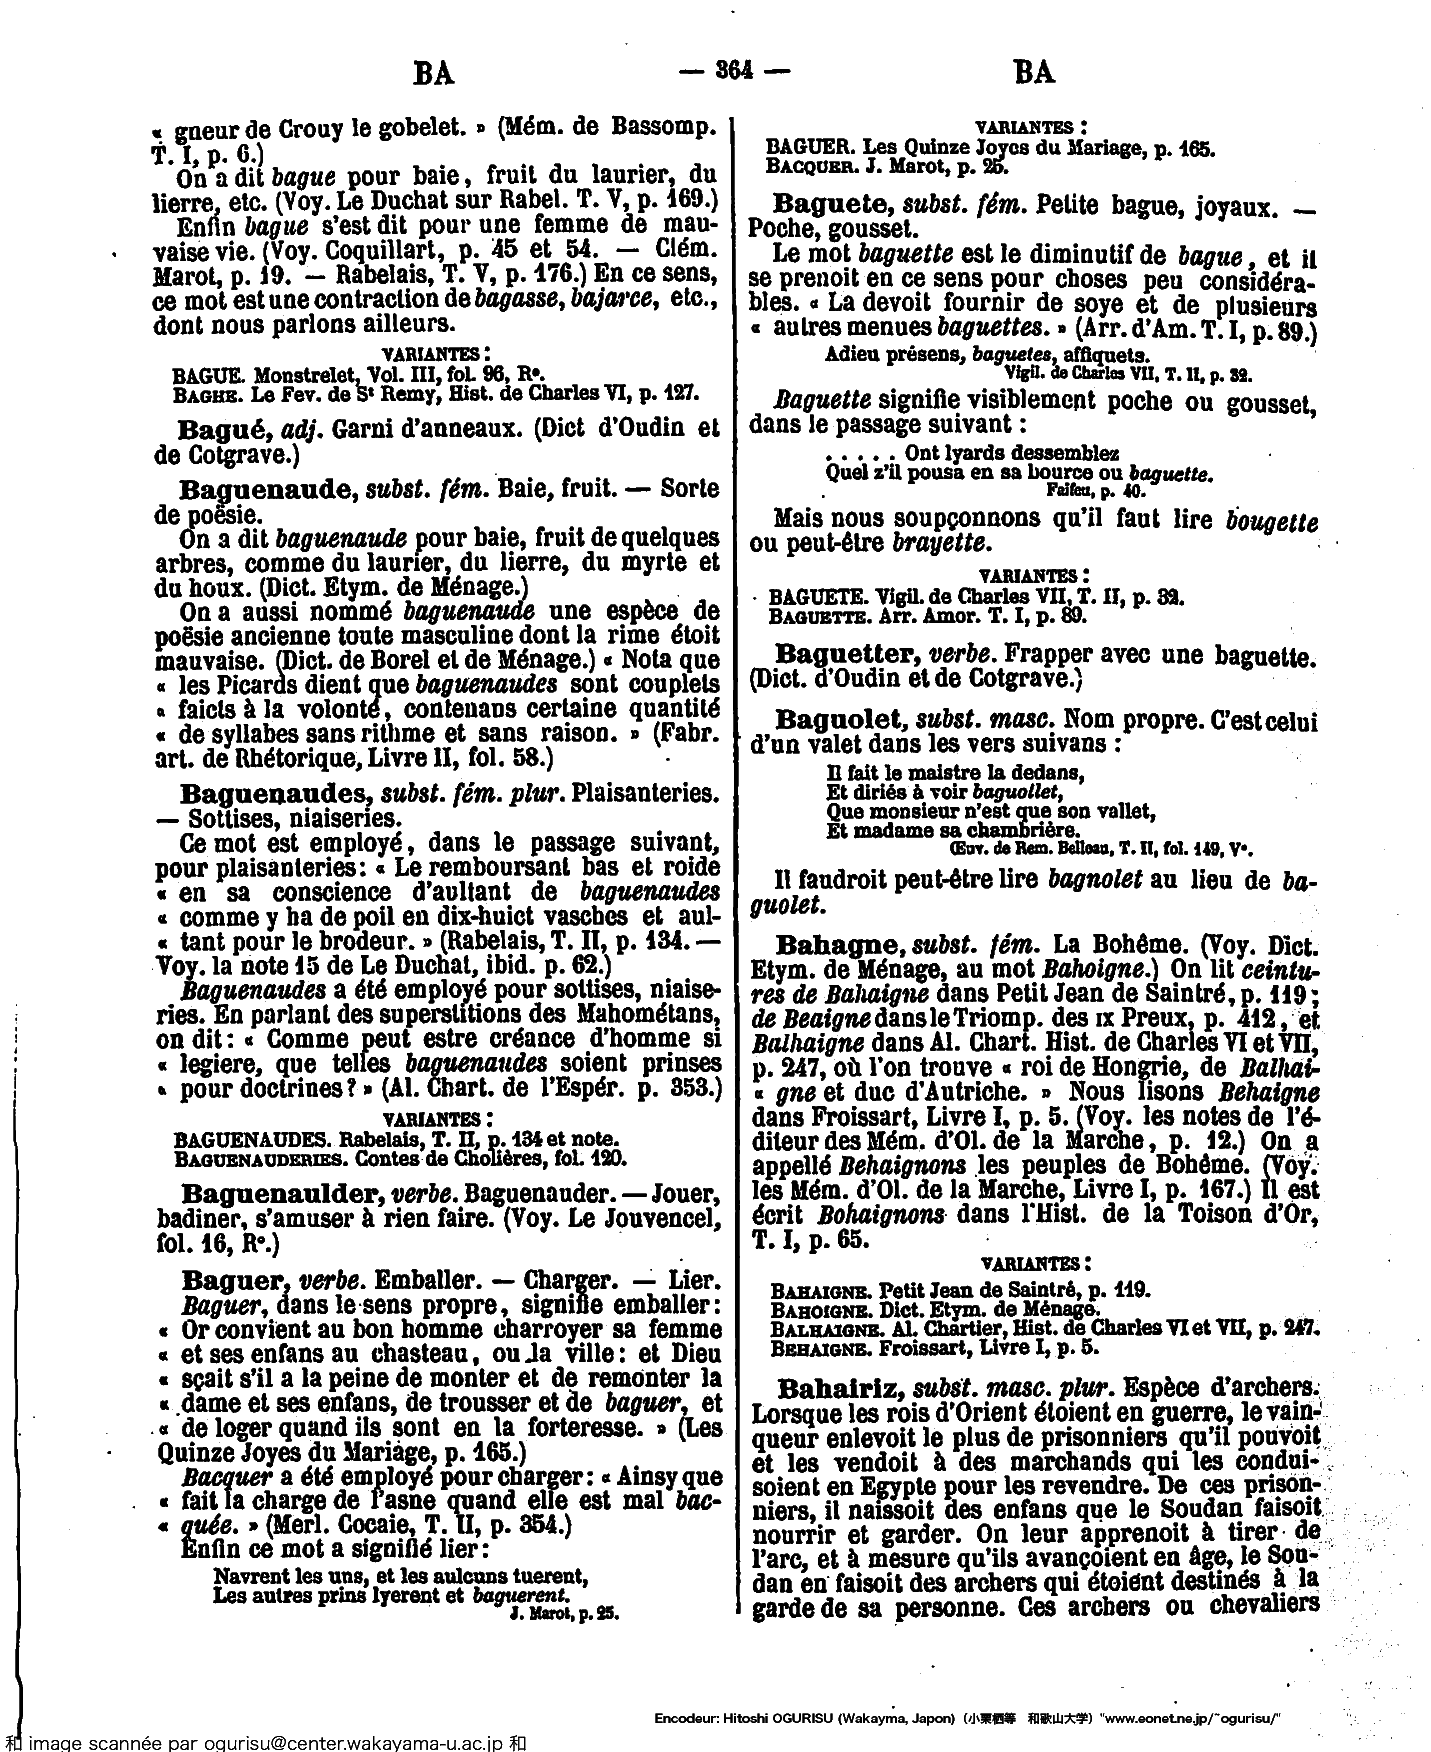 BA — 364 — BA
« gneur de Crouy le gobelet. » (Mém. de Bassomp.
T. I, p. 6.)
On a dit bague pour baie, fruit du laurier, du
lierre, etc. (Voy. Le Duchat sur Rabel. T. V, p. 169.)
Enfin bague s'est dit pour une femme de mau-
vaise vie. (Voy. Coquillart, p. 45 et 54. — Clém.
Marot, p. 19. — Rabelais, T. V, p. 176.) En ce sens,
ce mot est une contraction de bagasse, bajarce, etc.,
dont nous parlons ailleurs.
VARIANTES :
BAGUE. Monstrelet, Vol. III, fol. 96, R°.
BAGHE. Le Fev. de St Remy, Hist. de Charles VI, p. 127.
Bagué, adj. Garni d'anneaux. (Dict d'Oudin et
de Cotgrave.)
Baguenaude, subst. fém. Baie, fruit. — Sorte
de poësie.
On a dit baguenaude pour baie, fruit de quelques
arbres, comme du laurier, du lierre, du myrte et
du houx. (Dict. Etym. de Ménage.)
On a aussi nommé baguenaude une espèce de
poësie ancienne toute masculine dont la rime étoit
mauvaise. (Dict. de Borel et de Ménage.) « Nota que
« les Picards dient que baguenaudes sont couplets
« faicts à la volonté, contenans certaine quantité
« de syllabes sans rithme et sans raison. » (Fabr.
art. de Rhétorique, Livre II, fol. 58.)
Baguenaudes, subst. fém. plur. Plaisanteries.
— Sottises, niaiseries.
Ce mot est employé, dans le passage suivant,
pour plaisanteries : « Le remboursant bas et roide
« en sa conscience d'aultant de baguenaudes
« comme y ha de poil en dix-huict vasches et aul-
« tant pour le brodeur. » (Rabelais, T. II, p. 134. —
Voy. la note 15 de Le Duchat, ibid. p. 62.)
Baguenaudes a été employé pour sottises, niaise-
ries. En parlant des superstitions des Mahométans,
on dit : « Comme peut estre créance d'homme si
« legiere, que telles baguenaudes soient prinses
« pour doctrines ? » (Al. Chart. de l'Espér. p. 353.)
VARIANTES :
BAGUENAUDES. Rabelais, T. II, p. 134 et note.
BAGUENAUDERIES. Contes de Cholières, fol. 120.
Baguenaulder, verbe. Baguenauder. — Jouer,
badiner, s'amuser à rien faire. (Voy. Le Jouvencel,
fol. 16, R°.)
Baguer, verbe. Emballer. — Charger. — Lier.
Baguer, dans le sens propre, signifie emballer :
« Or convient au bon homme charroyer sa femme
« et ses enfans au chasteau, ou la ville : et Dieu
« sçait s'il a la peine de monter et de remonter la
« dame et ses enfans, de trousser et de baguer, et
« de loger quand ils sont en la forteresse. » (Les
Quinze Joyes du Mariage, p. 165.)
Bacquer a été employé pour charger : « Ainsy que
« fait la charge de l'asne quand elle est mal bac-
« quée. » (Merl. Cocaie, T. II, p. 354.)
Enfin ce mot a signifié lier :
Navrent les uns, et les aulcuns tuerent,
Les autres prins lyerent et baguerent.
J. Marot, p. 25.
VARIANTES :
BAGUER. Les Quinze Joyes du Mariage, p. 165.
BACQUER. J. Marot, p. 25.
Baguete, subst. fém. Petite bague, joyaux. —
Poche, gousset.
Le mot baguette est le diminutif de bague, et il
se prenoit en ce sens pour choses peu considéra-
bles. « La devoit fournir de soye et de plusieurs
« autres menues baguettes. » (Arr. d'Am. T. I, p. 89.)
Adieu présens, baguetes, affiquets.
Vigil. de Charles VII, T. II, p. 32.
Baguette signifie visiblement poche ou gousset,
dans le passage suivant :
. . . . . Ont lyards dessemblez
Quel z'il pousa en sa bource ou baguette.
Faifeu, p. 40.
Mais nous soupçonnons qu'il faut lire bougette
ou peut-être brayette.
VARIANTES :
BAGUETE. Vigil. de Charles VII, T. II, p. 32.
BAGUETTE. Arr. Amor. T. I, p. 89.
Baguetter, verbe. Frapper avec une baguette.
(Dict. d'Oudin et de Cotgrave.)
Baguolet, subst. masc. Nom propre. C'est celui
d'un valet dans les vers suivans :
Il fait le maistre la dedans,
Et diriés à voir baguollet,
Que monsieur n'est que son vallet,
Et madame sa chambrière.
Œuv. de Rem. Belleau, T. II, fol. 149, V°.
Il faudroit peut-être lire bagnolet au lieu de ba-
guolet.
Bahagne, subst. fém. La Bohême. (Voy. Dict.
Etym. de Ménage, au mot Bahoigne.) On lit ceintu-
res de Bahaigne dans Petit Jean de Saintré, p. 119 ;
de Beaigne dans le Triomp. des IX Preux, p. 412, et
Balhaigne dans Al. Chart. Hist. de Charles VI et VII,
p. 247, où l'on trouve « roi de Hongrie, de Balhai-
« gne et duc d'Autriche. » Nous lisons Behaigne
dans Froissart, Livre I, p. 5. (Voy. les notes de l'é-
diteur des Mém. d'Ol. de la Marche, p. 12.) On a
appellé Behaignons les peuples de Bohême. (Voy.
les Mém. d'Ol. de la Marche, Livre I, p. 167.) Il est
écrit Bohaignons dans l'Hist. de la Toison d'Or,
T. I, p. 65.
VARIANTES :
BAHAIGNE. Petit Jean de Saintré, p. 119.
BAHOIGNE. Dict. Etym. de Ménage.
BALHAIGNE. Al. Chartier, Hist. de Charles VI et VII, p. 247.
BEHAIGNE. Froissart, Livre I, p. 5.
Bahairiz, subst. masc. plur. Espèce d'archers.
Lorsque les rois d'Orient étoient en guerre, le vain-
queur enlevoit le plus de prisonniers qu'il pouvoit
et les vendoit à des marchands qui les condui-
soient en Egypte pour les revendre. De ces prison-
niers, il naissoit des enfans que le Soudan faisoit
nourrir et garder. On leur apprenoit à tirer de
l'arc, et à mesure qu'ils avançoient en âge, le Sou-
dan en faisoit des archers qui étoient destinés à la
garde de sa personne. Ces archers ou chevaliers
Encodeur: Hitoshi OGURISU (Wakayma, Japon) (小栗栖等 和歌山大学) "www.eonet.ne.jp/~ogurisu/"
和 image scannée par ogurisu@center.wakayama-u.ac.jp 和